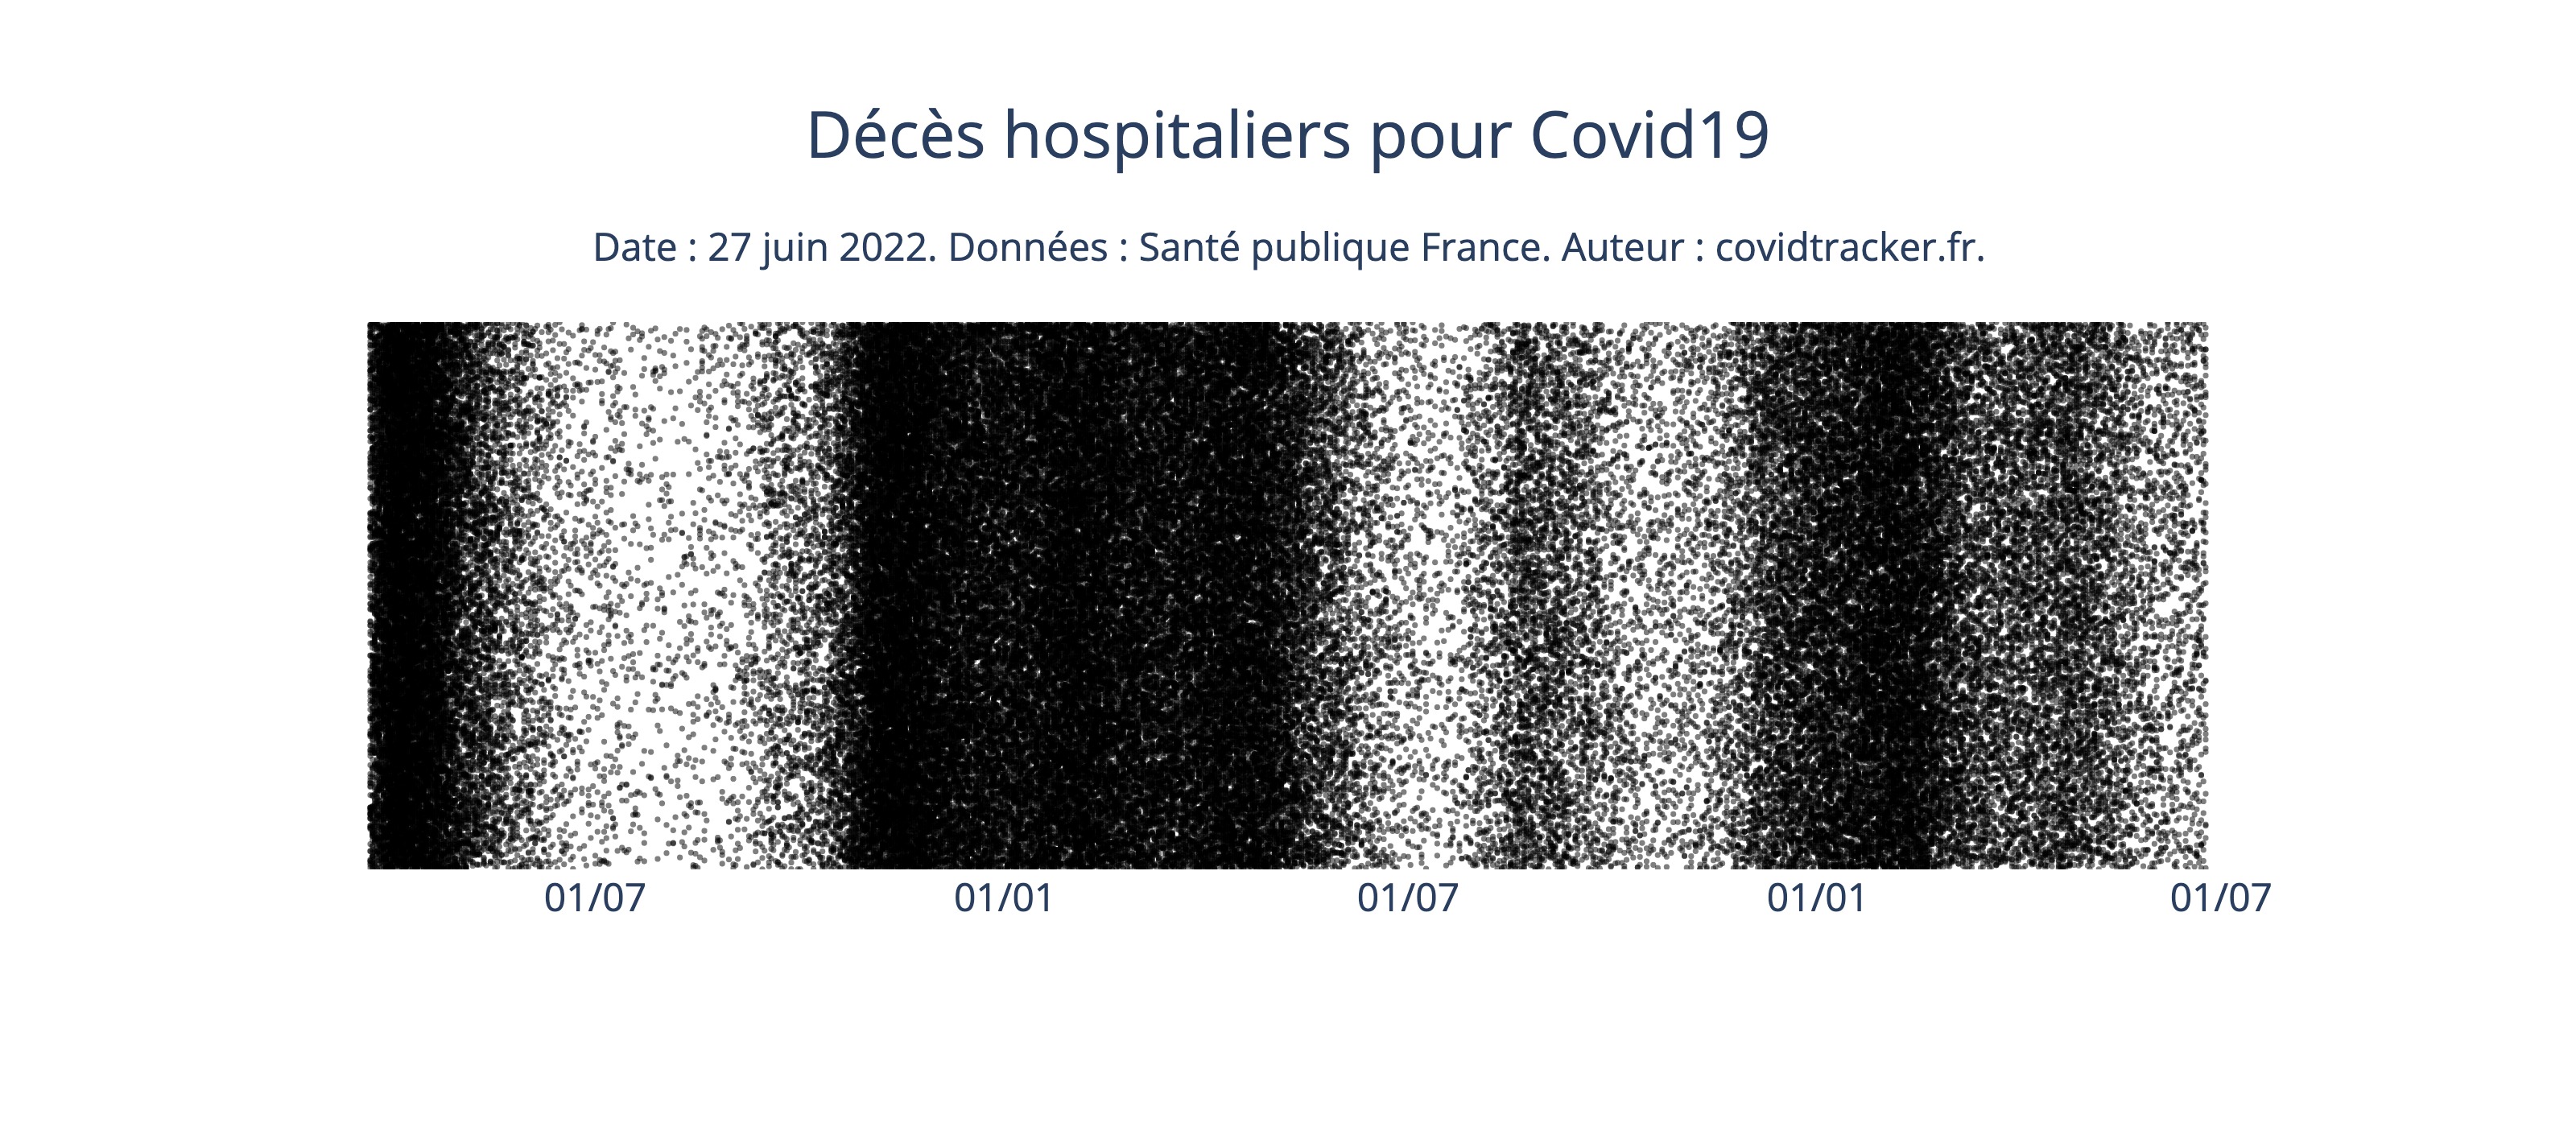 Décès hospitaliers pour Covid19
Date : 27 juin 2022. Données : Santé publique France. Auteur : covidtracker.fr.
01/07 01/01 01/07 01/01 01/07